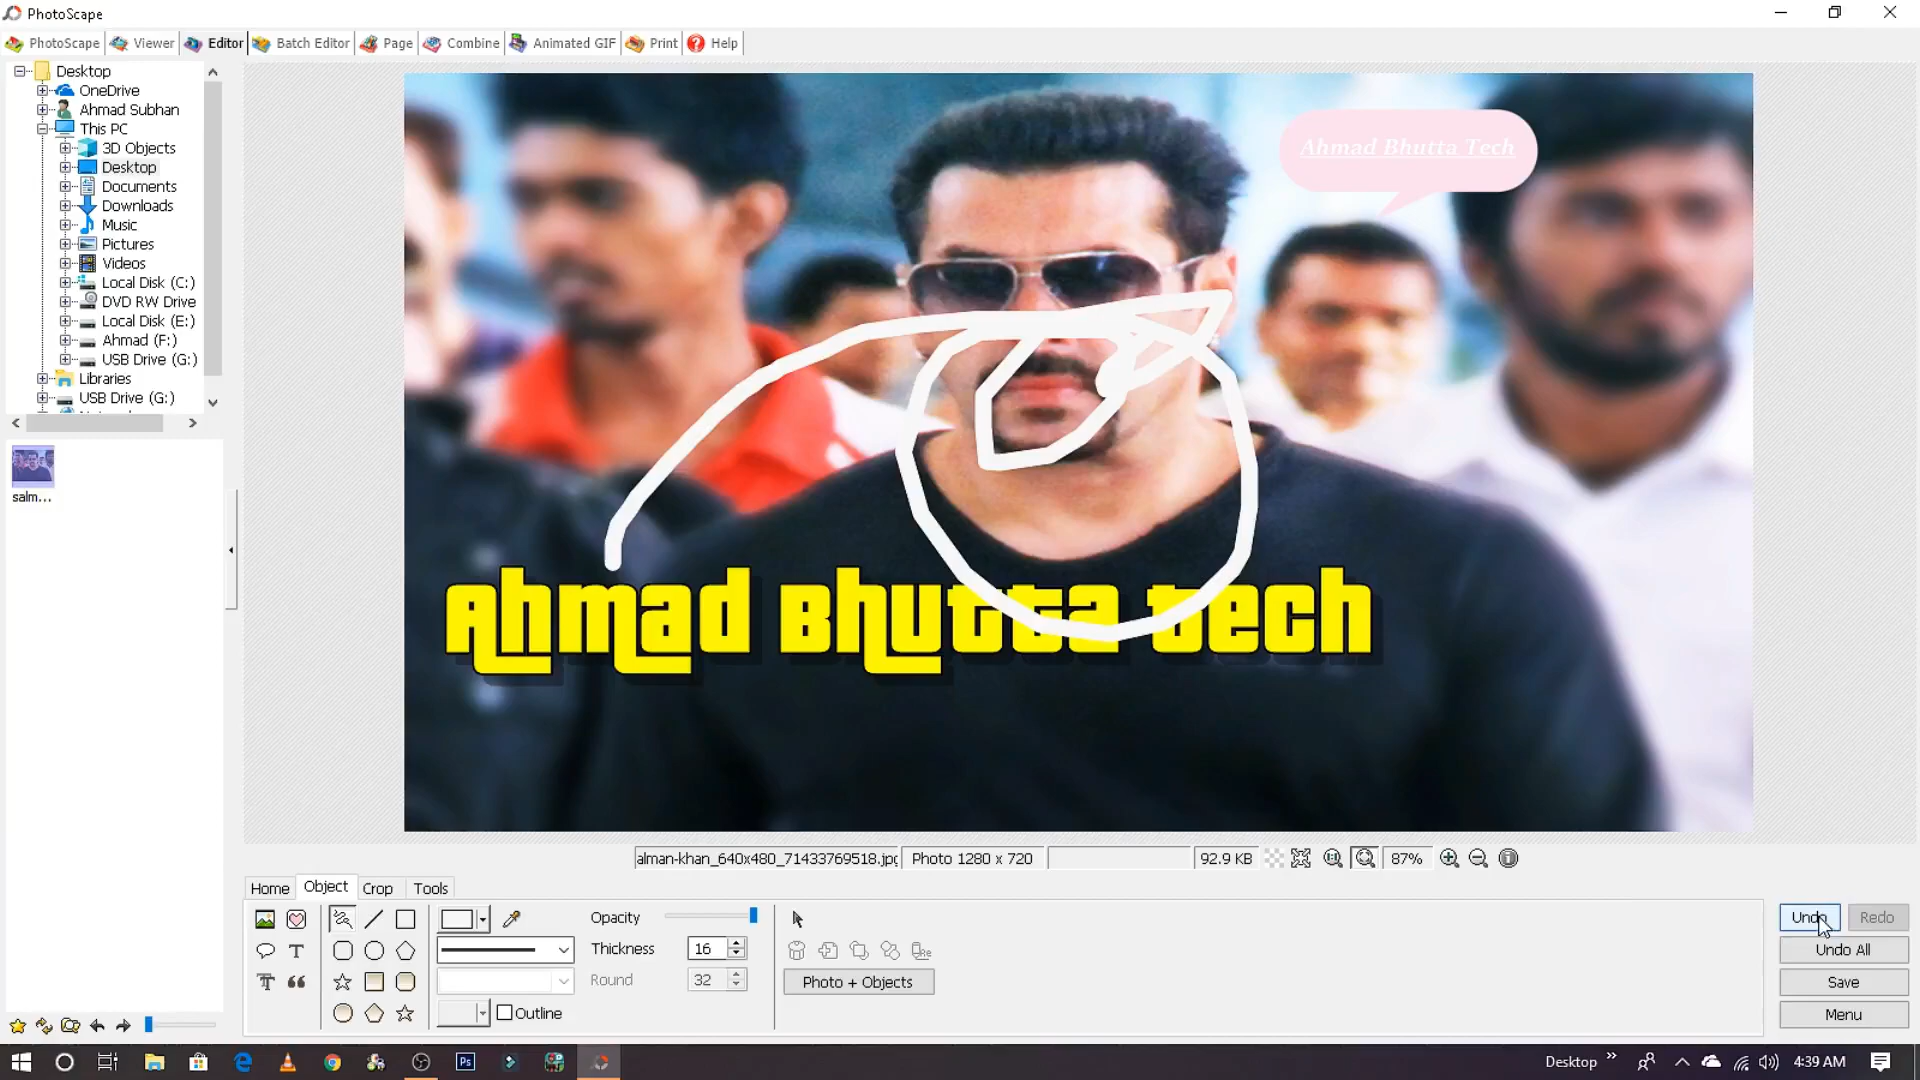 PhotoScape
PhotoScape Viewer Editor Batch Editor Page Combine Animated GIF Print Help
Desktop
OneDrive
Ahmad Subhan
This PC
3D Objects
Desktop
Documents
Downloads
Music
Pictures
Videos
Local Disk (C:)
DVD RW Drive
Local Disk (E:)
Ahmad (F:)
USB Drive (G:)
Libraries
USB Drive (G:)
salm...
Ahmad Bhutta Tech
Ahmad Bhutta Tech
alman-khan_640x480_71433769518.jpg Photo 1280 x 720 92.9 KB 87%
Home Object Crop Tools
Opacity
Thickness 16
Round 32
Outline
Photo + Objects
Undo Redo
Undo All
Save
Menu
Ps
Desktop
4:39 AM